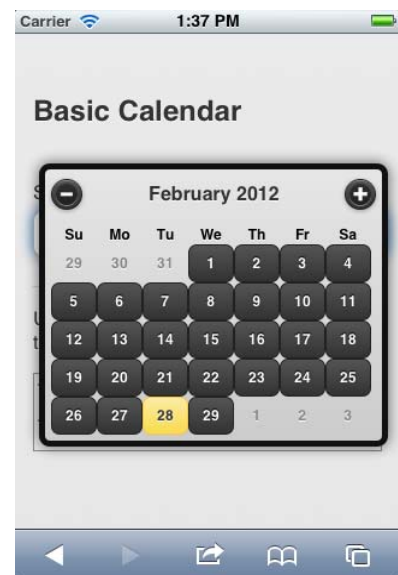 Carrier 1:37 PM
Basic Calendar
S
February 2012
Su Mo Tu We Th Fr Sa
29 30 31 1 2 3 4
5 6 7 8 9 10 11
U
12 13 14 15 16 17 18
t
19 20 21 22 23 24 25
26 27 28 29 1 2 3